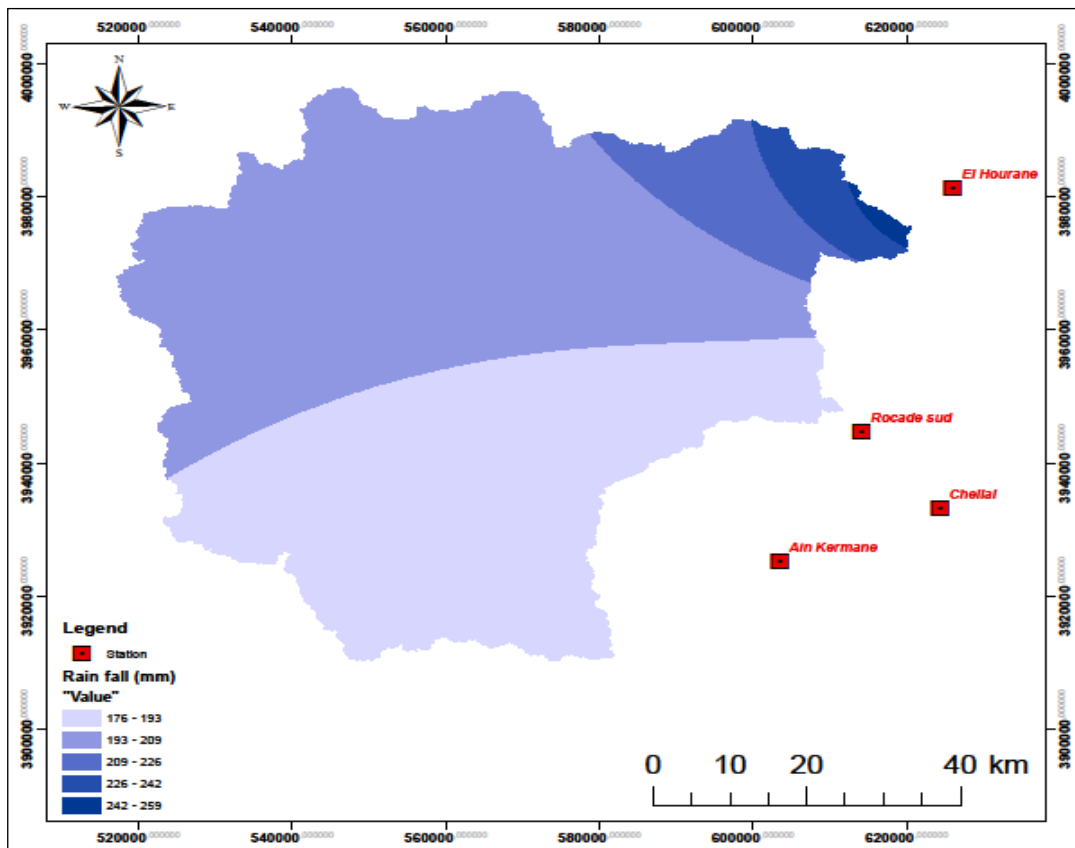 520000,000000 540000,000000 560000,000000 580000,000000 600000,000000 620000,000000
4000000,000000
3980000,000000
3960000,000000
3940000,000000
3920000,000000
3900000,000000
N
W E
S
El Hourane
Rocade sud
Chellal
Ain Kermane
Legend
Station
Rain fall (mm)
"Value"
176 - 193
193 - 209
209 - 226
226 - 242
242 - 259
0 10 20 40 km
4000000,000000
3980000,000000
3960000,000000
3940000,000000
3920000,000000
3900000,000000
520000,000000 540000,000000 560000,000000 580000,000000 600000,000000 620000,000000